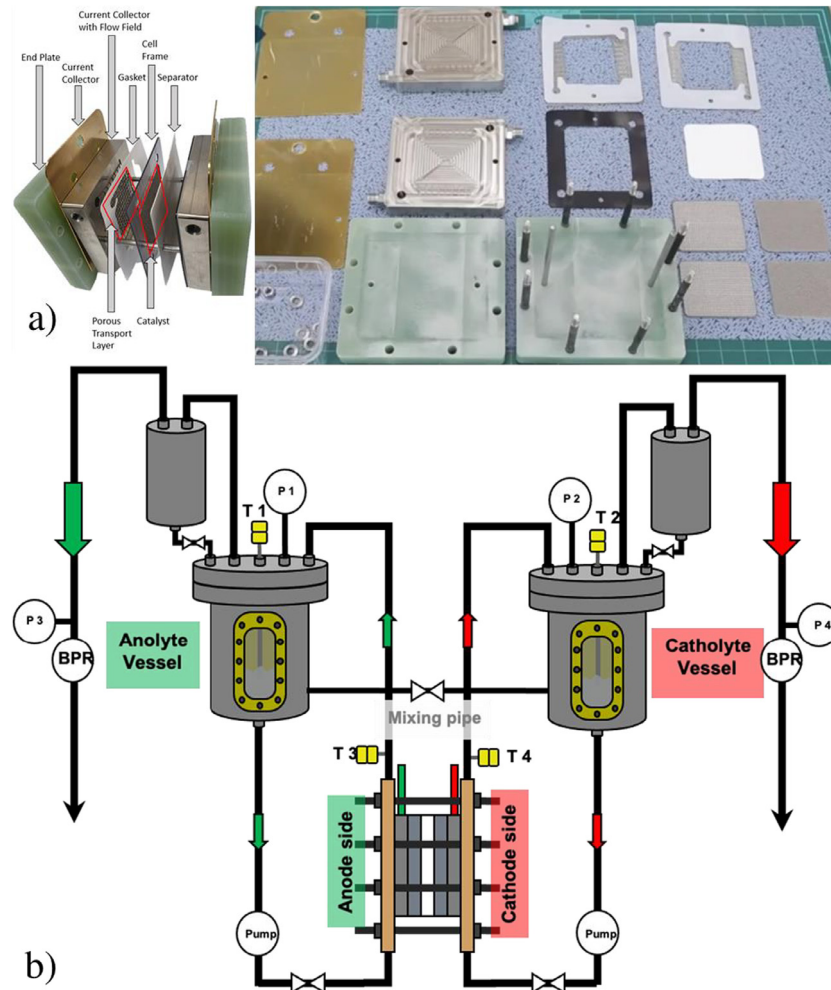 Current Collector
with Flow Field
Cell
Frame
End Plate
Current
Collector
Gasket
Separator
a)
Porous
Transport
Layer
Catalyst
P 1
T 1
P 2
T 2
P 3
BPR
Anolyte
Vessel
Catholyte
Vessel
P 4
BPR
Mixing pipe
T 3
T 4
Anode side
Cathode side
Pump
Pump
b)